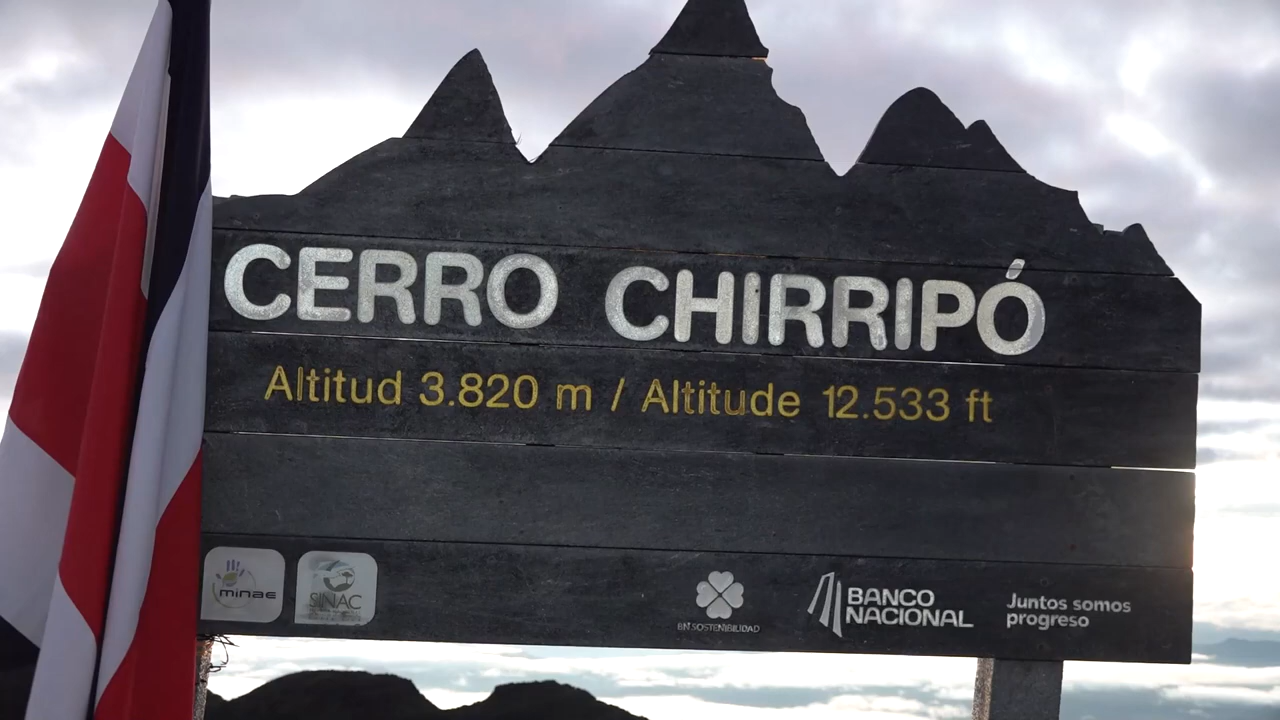 CERRO CHIRRIPÓ
Altitud 3.820 m / Altitude 12.533 ft
minae
SINAC
BN SOSTENIBILIDAD
BANCO
NACIONAL
Juntos somos
progreso